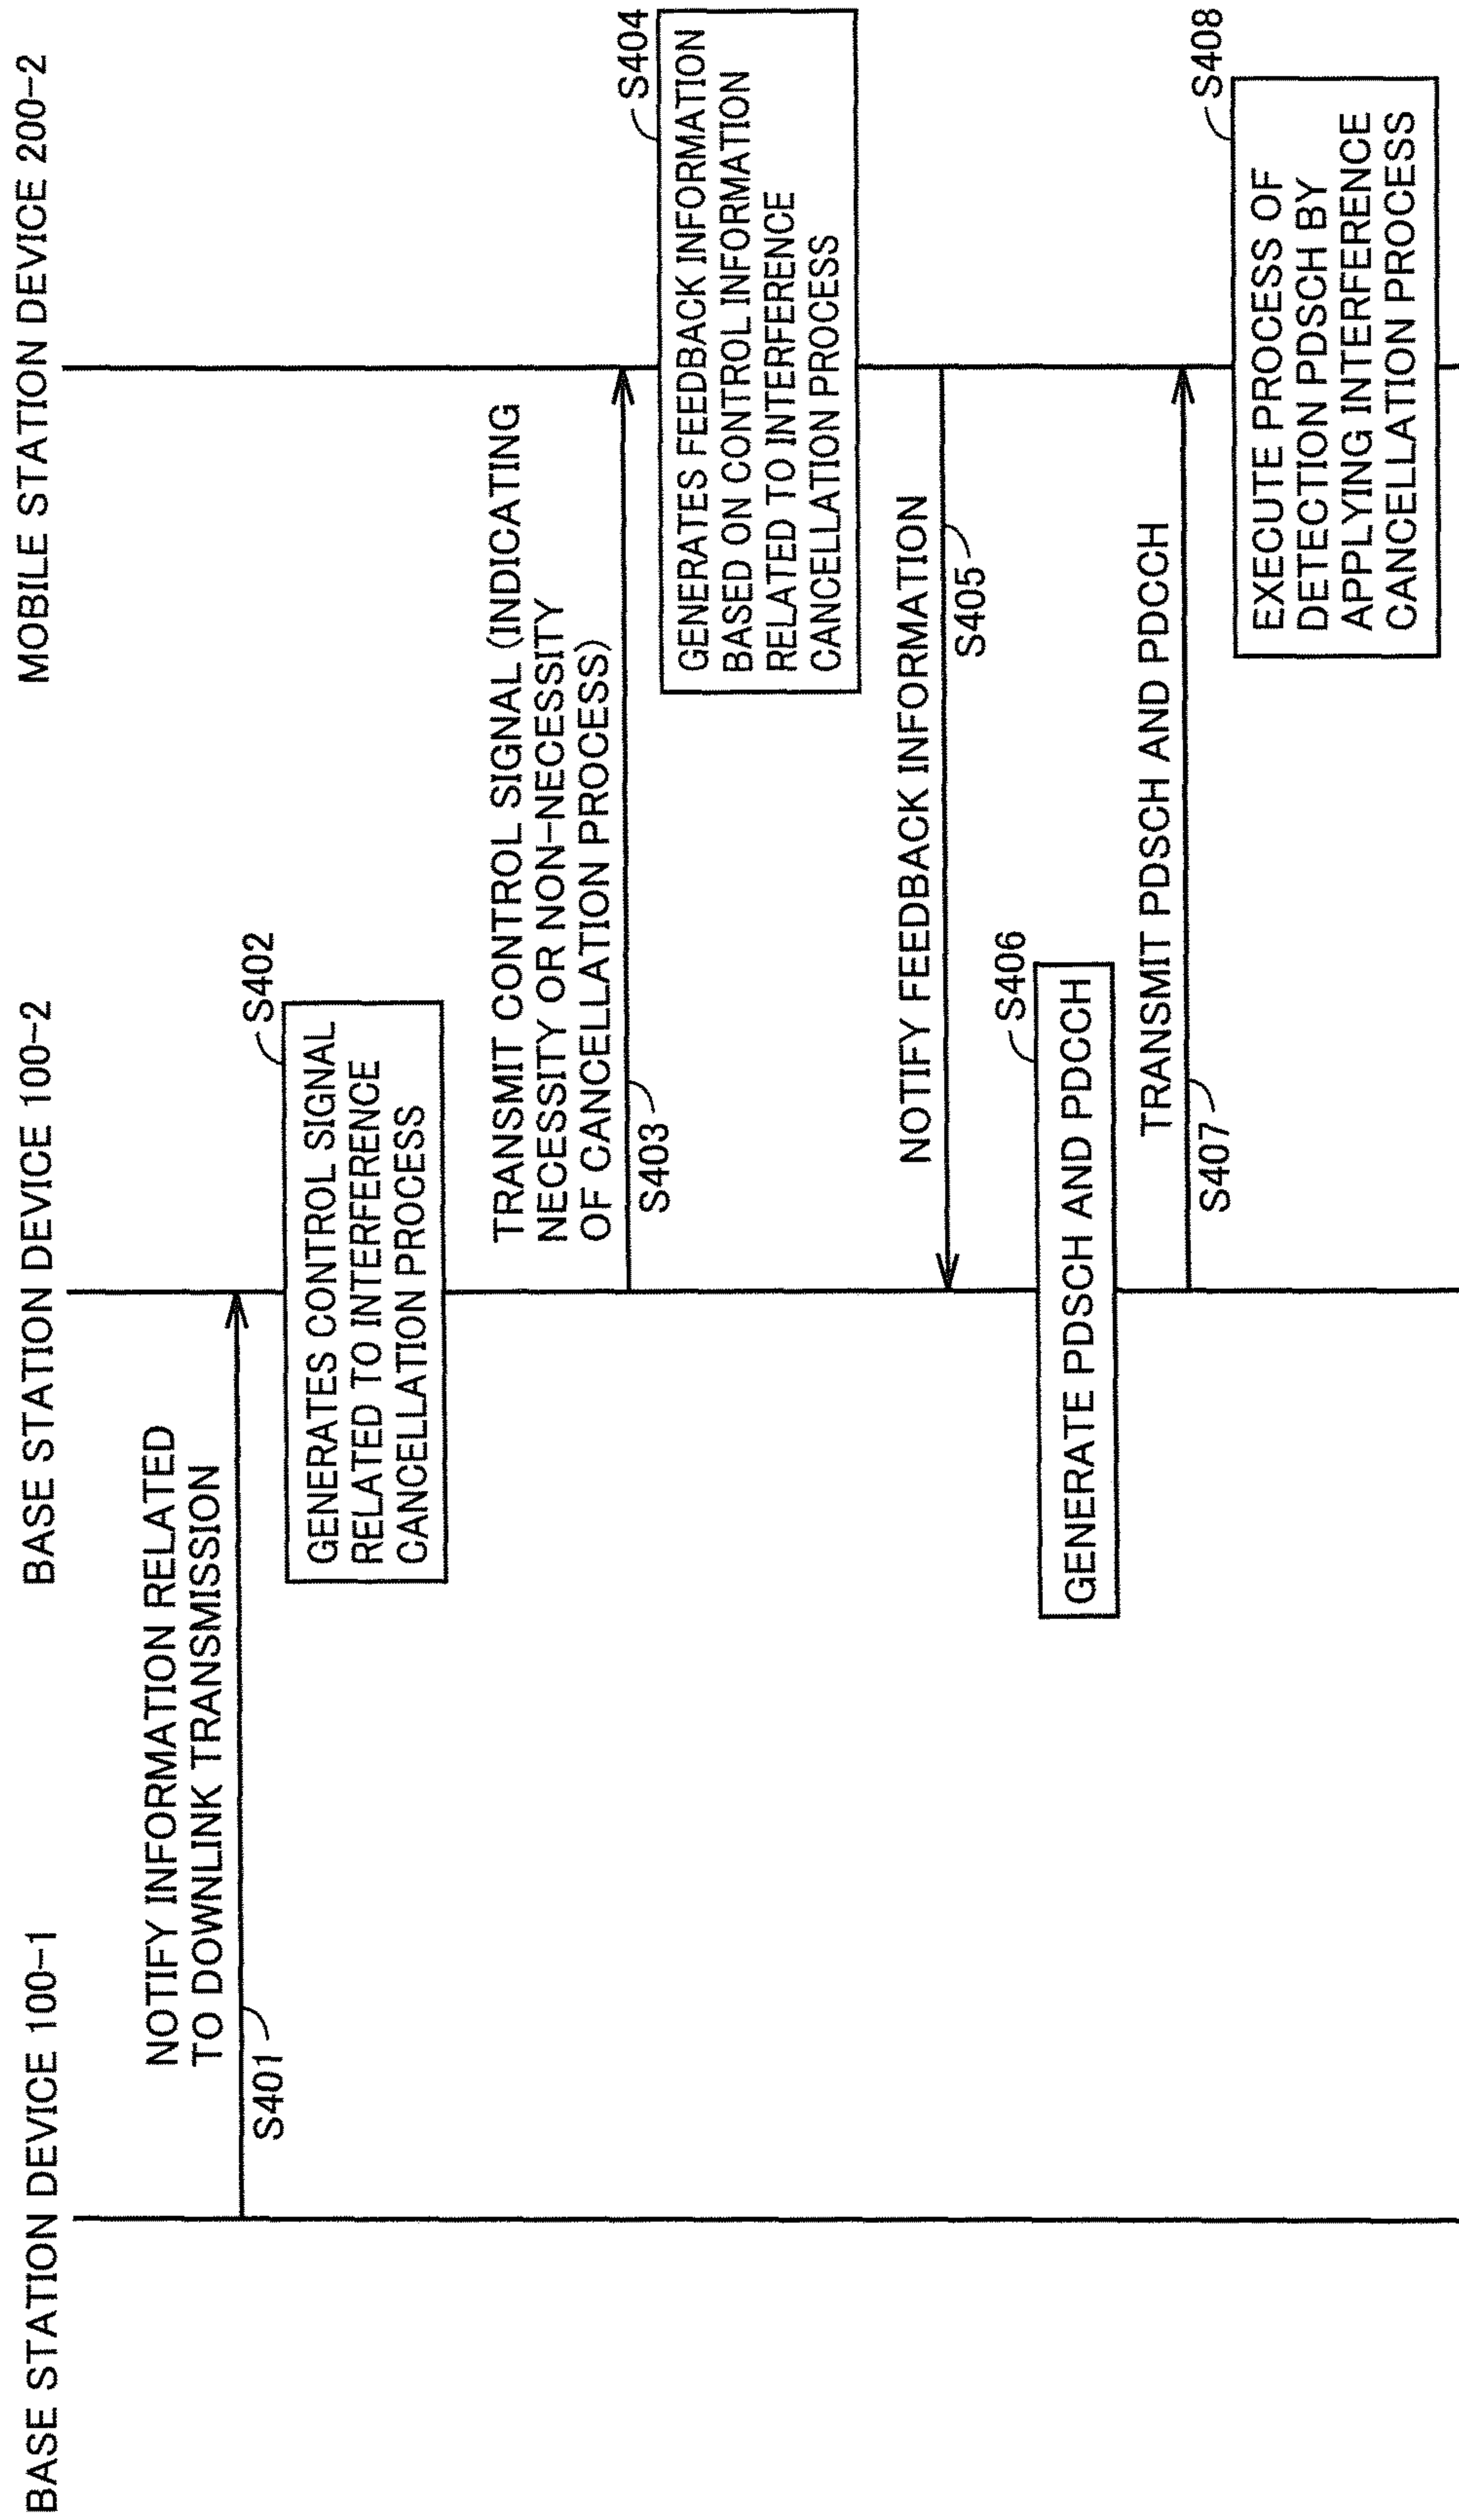 BASE STATION DEVICE 100-1
BASE STATION DEVICE 100-2
MOBILE STATION DEVICE 200-2
NOTIFY INFORMATION RELATED
TO DOWNLINK TRANSMISSION
S401
S402
GENERATES CONTROL SIGNAL
RELATED TO INTERFERENCE
CANCELLATION PROCESS
TRANSMIT CONTROL SIGNAL (INDICATING
NECESSITY OR NON-NECESSITY
OF CANCELLATION PROCESS)
S403
S404
GENERATES FEEDBACK INFORMATION
BASED ON CONTROL INFORMATION
RELATED TO INTERFERENCE
CANCELLATION PROCESS
NOTIFY FEEDBACK INFORMATION
S405
S406
GENERATE PDSCH AND PDCCH
TRANSMIT PDSCH AND PDCCH
S407
S408
EXECUTE PROCESS OF
DETECTION PDSCH BY
APPLYING INTERFERENCE
CANCELLATION PROCESS